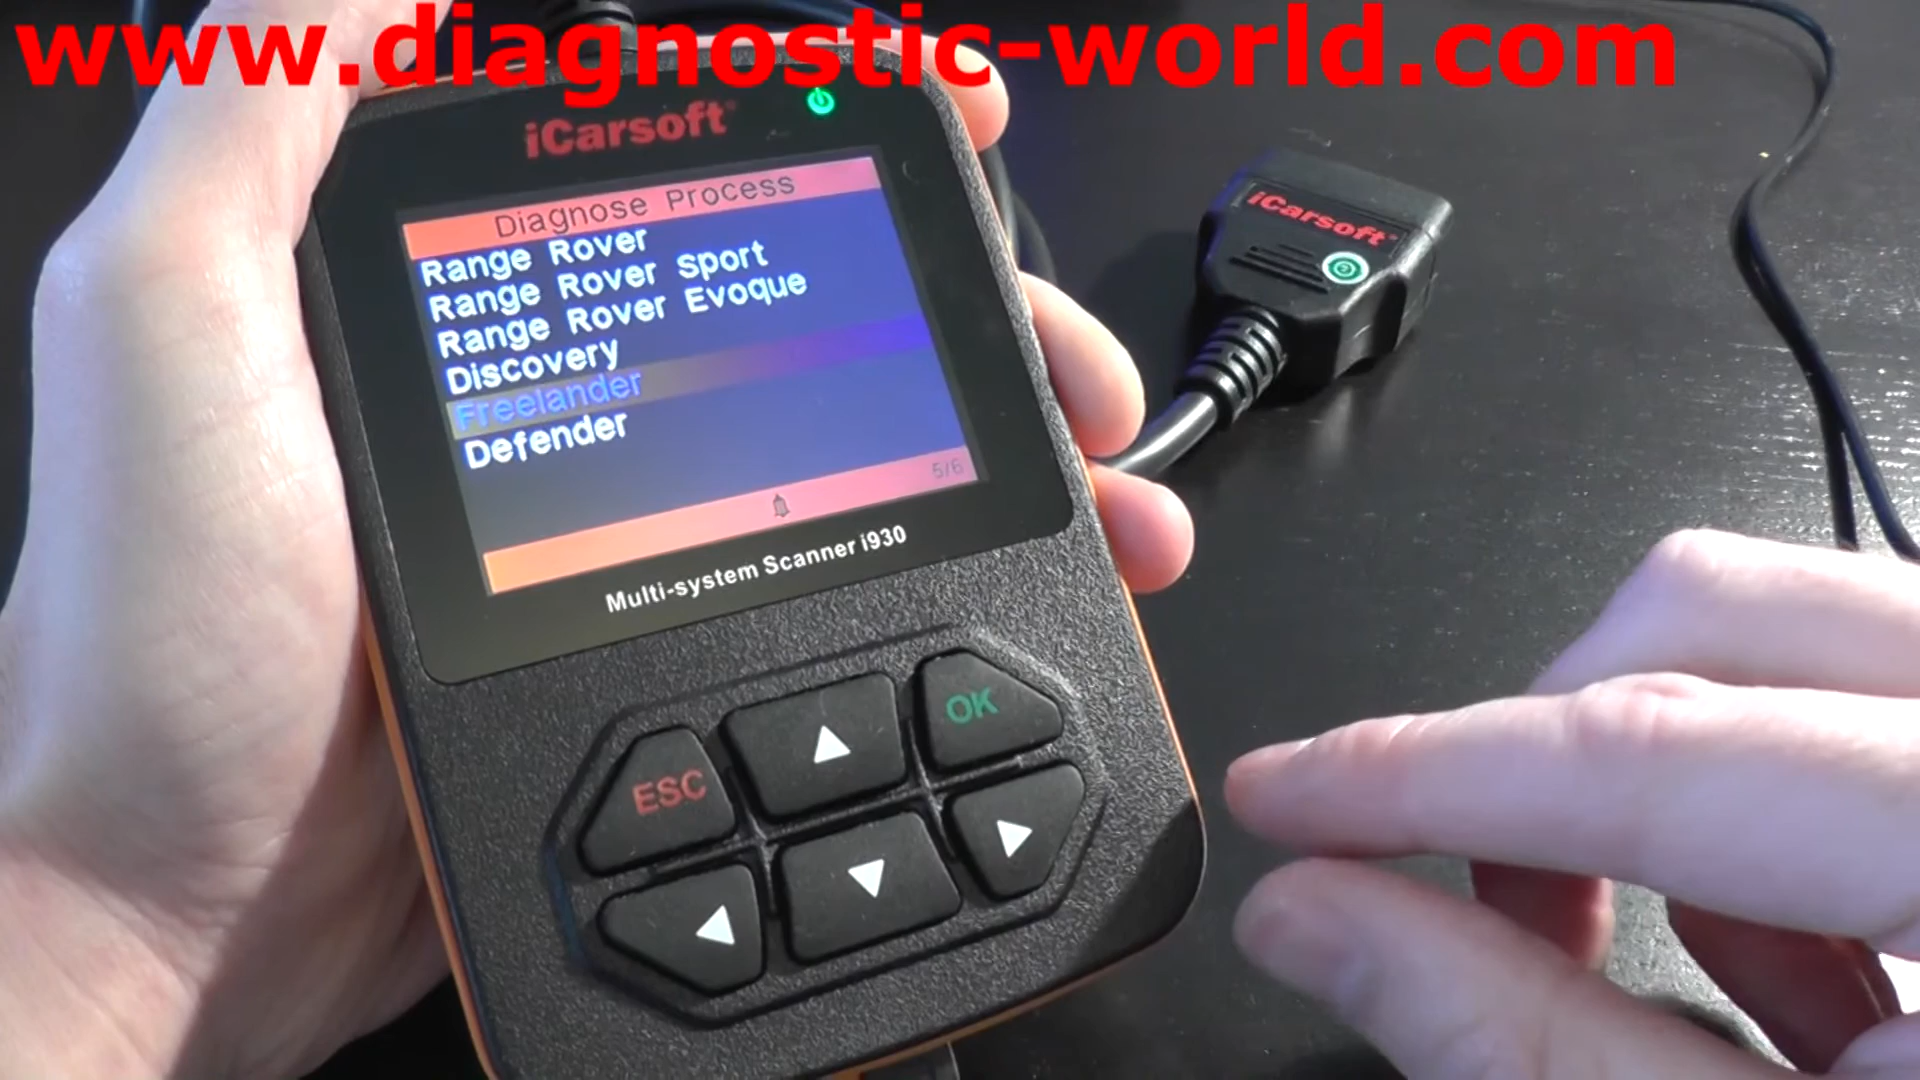 www.diagnostic-world.com
iCarsoft
Diagnose Process
Range Rover
Range Rover Sport
Range Rover Evoque
Discovery
Freelander
Defender
5/6
Multi-system Scanner i930
iCarsoft
OK
ESC